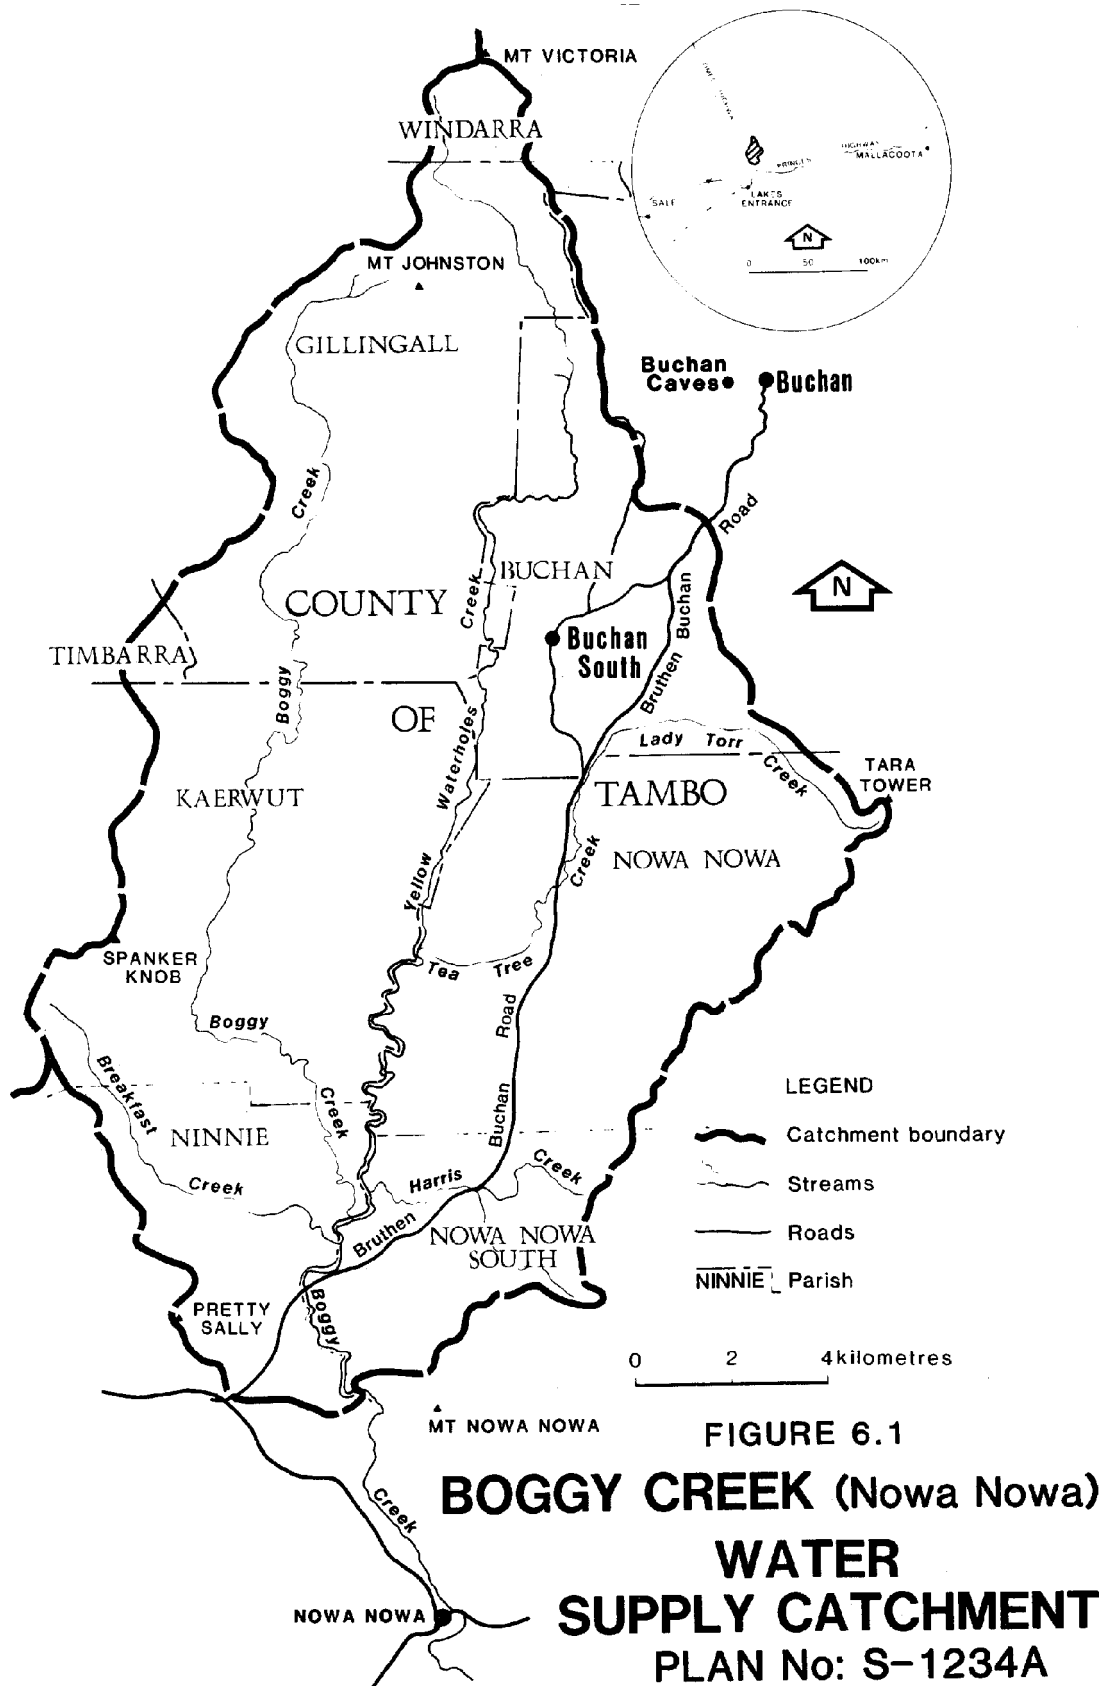 MT VICTORIA
WINDARRA
HIGHWAY
PRINCES
MALLACOOTA
SALE
LAKES
ENTRANCE
N
0 50 100km
MT JOHNSTON
GILLINGALL
Buchan
Caves
Buchan
Creek
Road
BUCHAN
Creek
COUNTY
N
Buchan
Buchan
South
Bruthen
TIMBARRA
Boggy
OF
Waterholes
Lady Torr
Creek
TARA
TOWER
KAERWUT
TAMBO
NOWA NOWA
Creek
Yellow
SPANKER
KNOB
Tea Tree
Boggy
Road
Breakfast
Creek
Buchan
NINNIE
Creek
Harris
Creek
Bruthen
NOWA NOWA
SOUTH
LEGEND
Catchment boundary
Streams
Roads
NINNIE Parish
PRETTY
SALLY
Boggy
0 2 4 kilometres
MT NOWA NOWA
FIGURE 6.1
BOGGY CREEK (Nowa Nowa)
Creek
WATER
SUPPLY CATCHMENT
NOWA NOWA
PLAN No: S-1234A